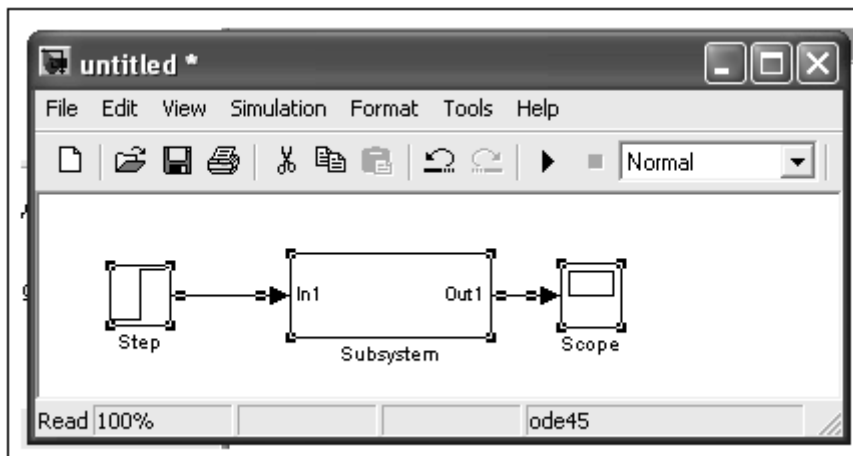 untitled *
File Edit View Simulation Format Tools Help
Normal
In1 Out1
Step
Subsystem
Scope
Read 100% ode45